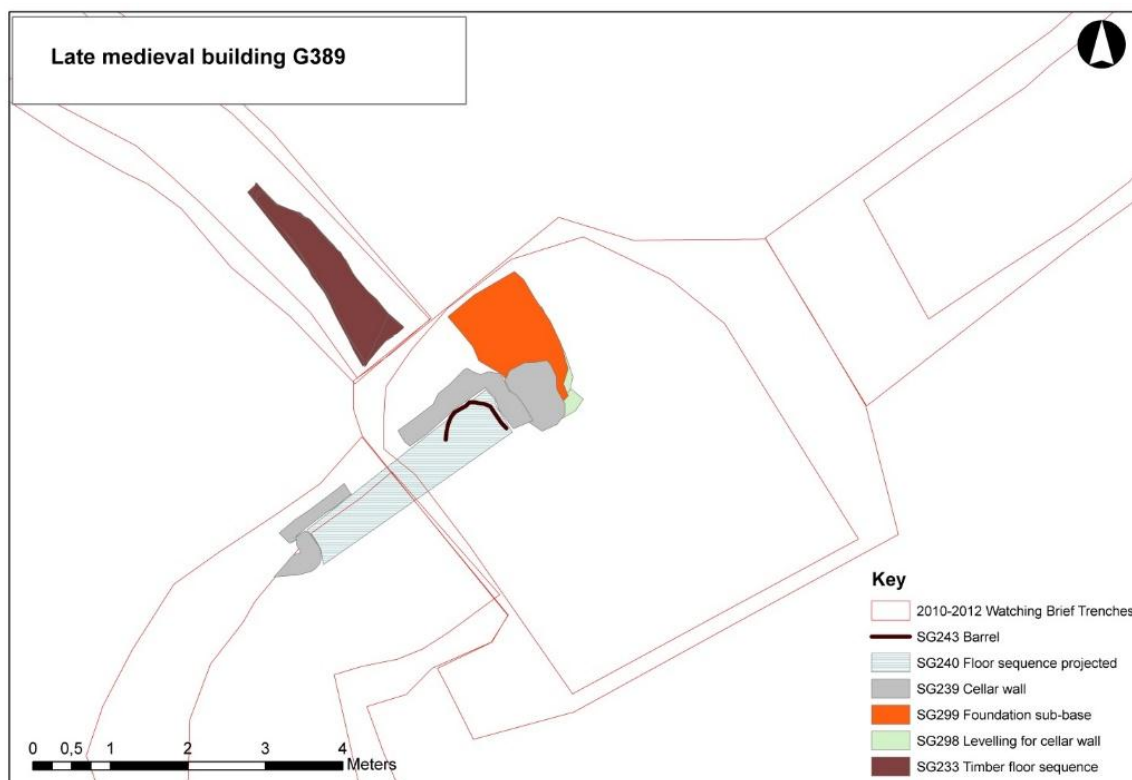 Late medieval building G389
Key
2010-2012 Watching Brief Trenches
SG243 Barrel
SG240 Floor sequence projected
SG239 Cellar wall
SG299 Foundation sub-base
SG298 Levelling for cellar wall
SG233 Timber floor sequence
0 0,5 1 2 3 4
Meters